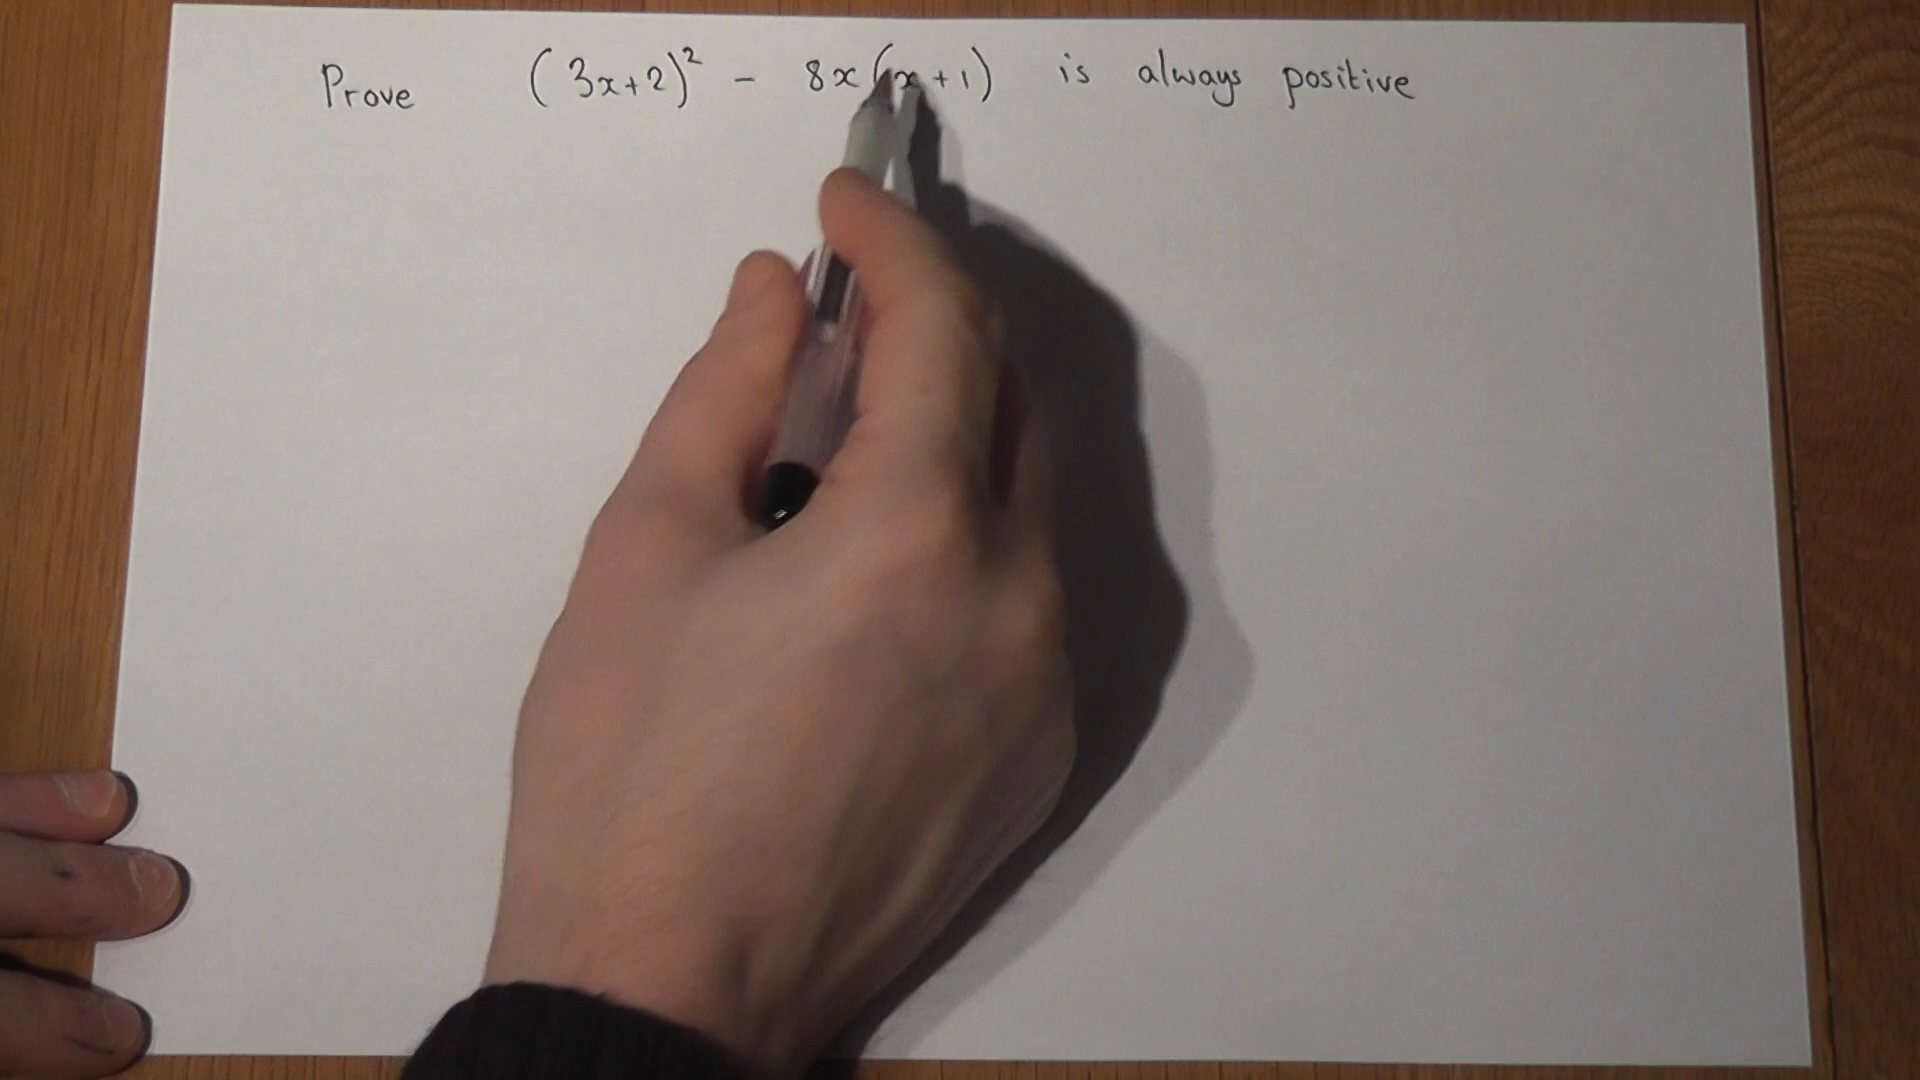 Prove (3x+2)² - 8x(x+1) is always positive